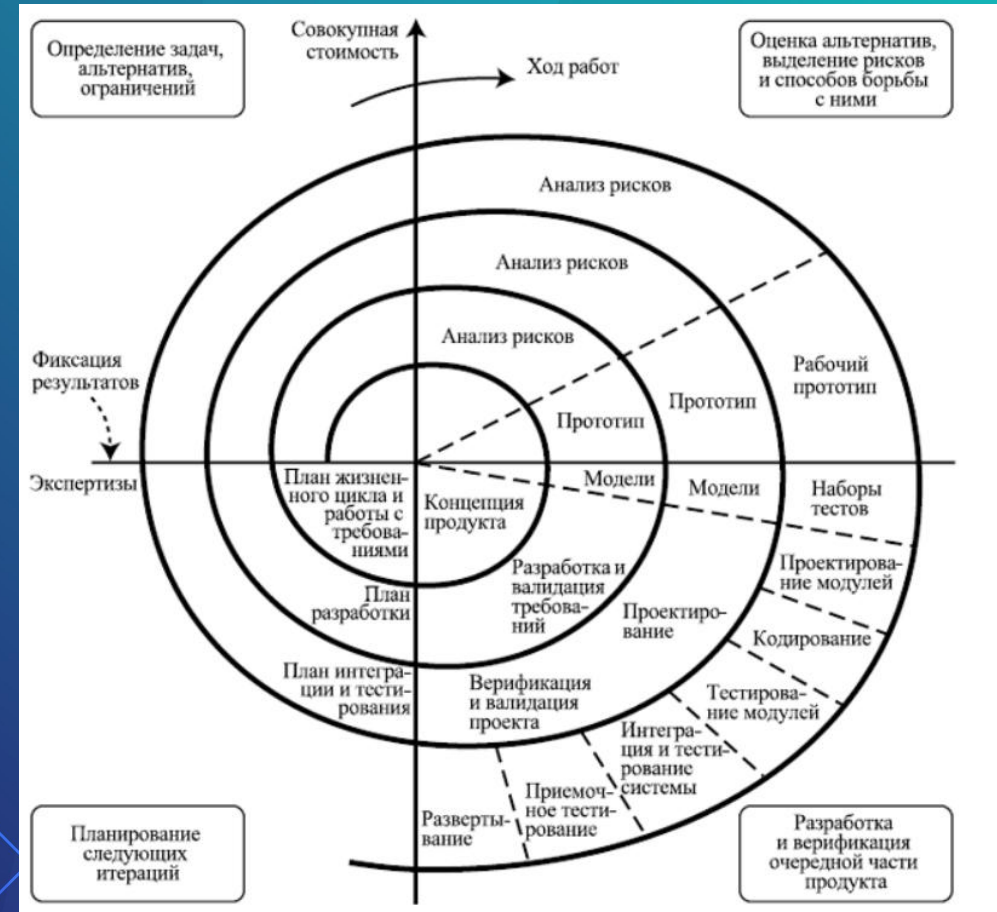 Определение задач,
альтернатив,
ограничений
Совокупная
стоимость
Ход работ
Оценка альтернатив,
выделение рисков
и способов борьбы
с ними
Анализ рисков
Анализ рисков
Анализ рисков
Фиксация
результатов
Рабочий
прототип
Прототип
Прототип
Экспертизы
План жизнен-
ного цикла и
работы с
требова-
ниями
Концепция
продукта
Модели
Модели
Наборы
тестов
Проектирова-
ние модулей
Разработка и
валидация
требова-
ний
План
разработки
Проектиро-
вание
Кодирование
План интегра-
ции и тести-
рования
Верификация
и валидация
проекта
Тестирова-
ние модулей
Интегра-
ция и тести-
рование
системы
Приемоч-
ное тести-
рование
Разверты-
вание
Планирование
следующих
итераций
Разработка
и верификация
очередной части
продукта